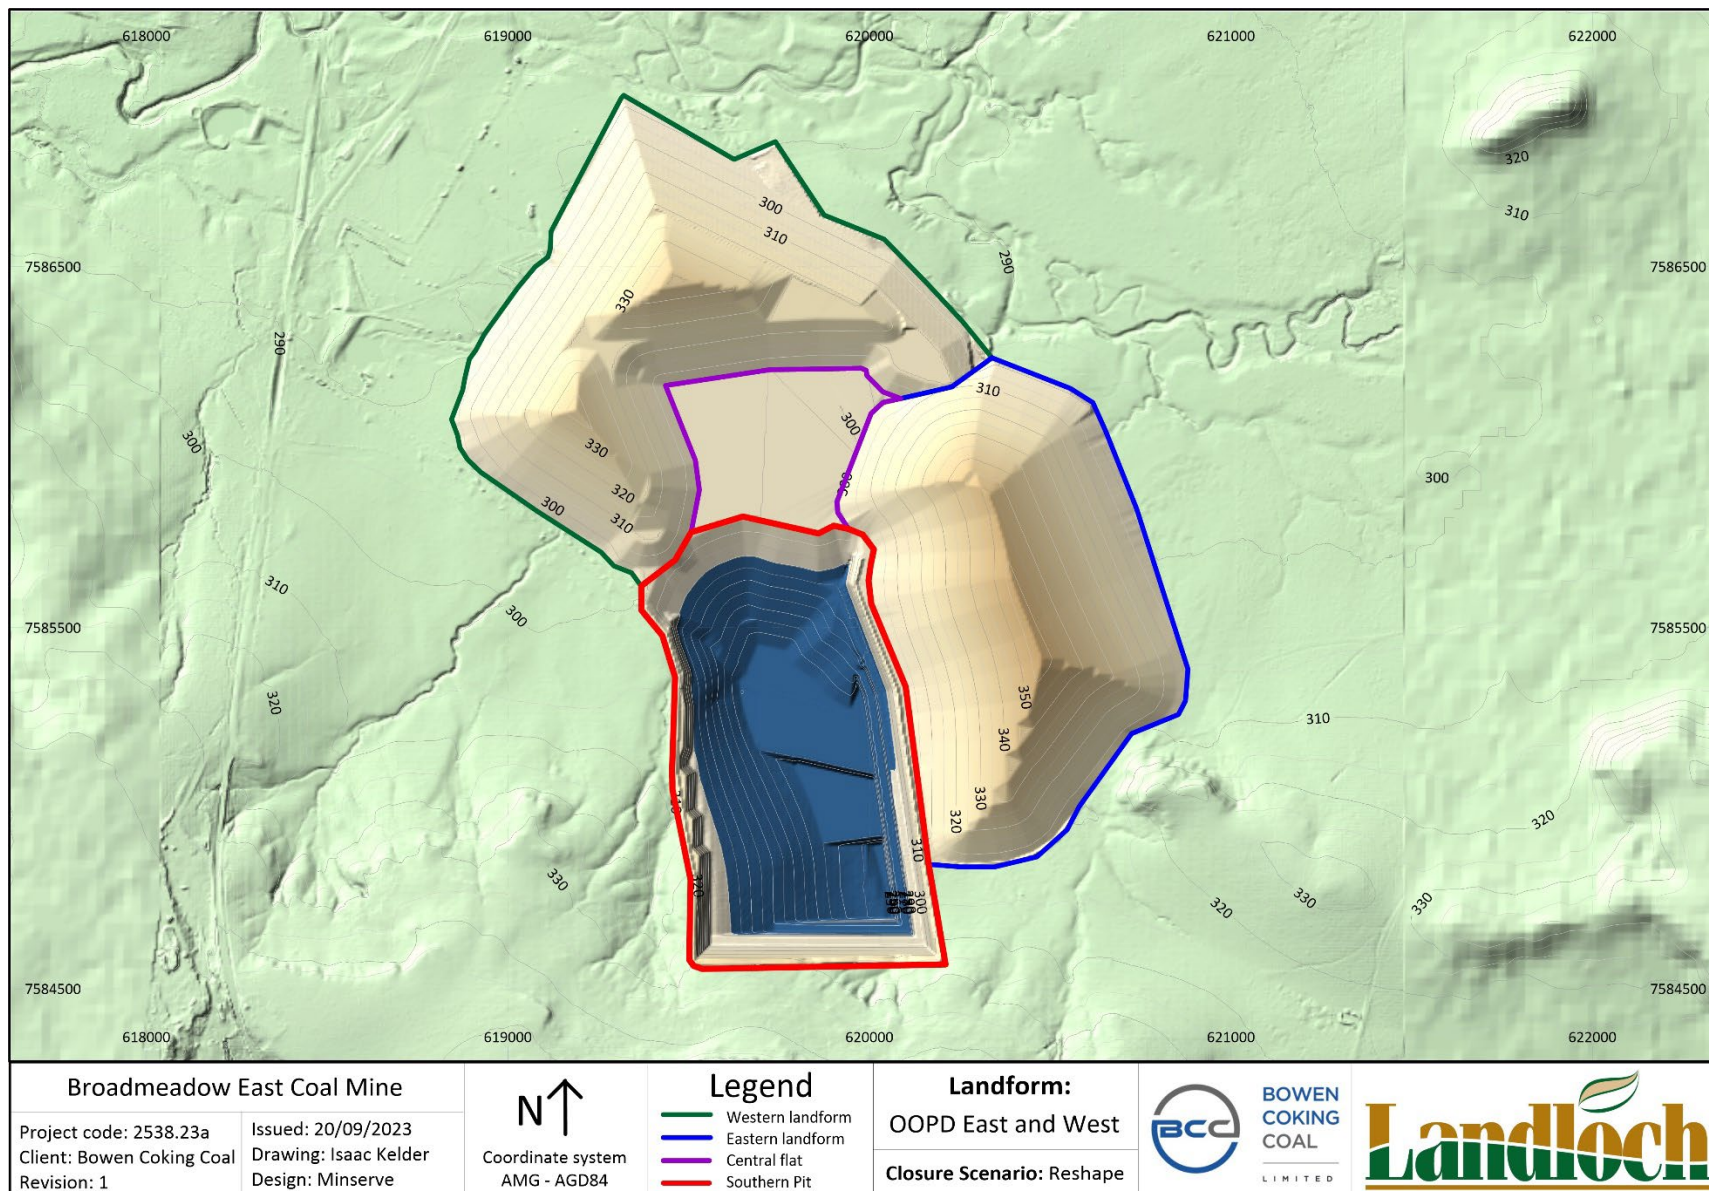 618000
619000
620000
621000
622000
320
310
300
310
290
7586500
7586500
330
290
310
300
300
330
300
320
300
310
300
310
300
7585500
7585500
320
350
310
340
330
320
320
310
330
320
300
320
330
330
7584500
7584500
618000
619000
620000
621000
622000
Broadmeadow East Coal Mine
Project code: 2538.23a
Client: Bowen Coking Coal
Revision: 1
Issued: 20/09/2023
Drawing: Isaac Kelder
Design: Minserve
N
Coordinate system
AMG - AGD84
Legend
Western landform
Eastern landform
Central flat
Southern Pit
Landform:
OOPD East and West
Closure Scenario: Reshape
BCC
BOWEN
COKING
COAL
LIMITED
Landloch